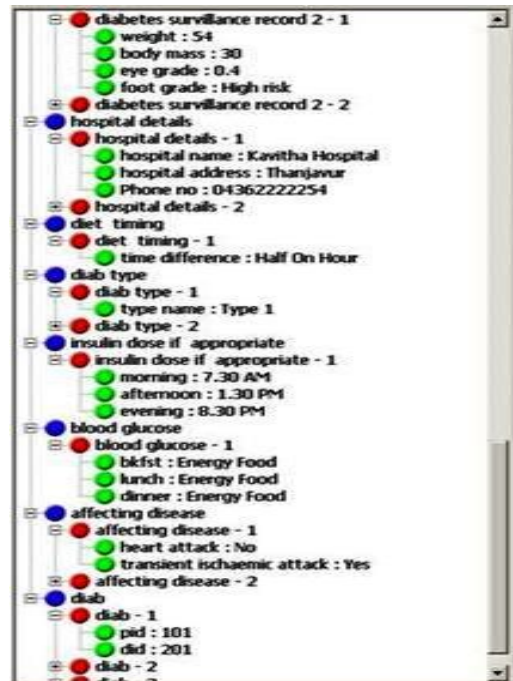 diabetes survillance record 2 - 1
weight : 54
body mass : 30
eye grade : 0.4
foot grade : High risk
diabetes survillance record 2 - 2
hospital details
hospital details - 1
hospital name : Kavitha Hospital
hospital address : Thanjavur
Phone no : 04362222254
hospital details - 2
diet timing
diet timing - 1
time difference : Half On Hour
diab type
diab type - 1
type name : Type 1
diab type - 2
insulin dose if appropriate
insulin dose if appropriate - 1
morning : 7.30 AM
afternoon : 1.30 PM
evening : 8.30 PM
blood glucose
blood glucose - 1
bkfst : Energy Food
lunch : Energy Food
dinner : Energy Food
affecting disease
affecting disease - 1
heart attack : No
transient ischaemic attack : Yes
affecting disease - 2
diab
diab - 1
pid : 101
did : 201
diab - 2